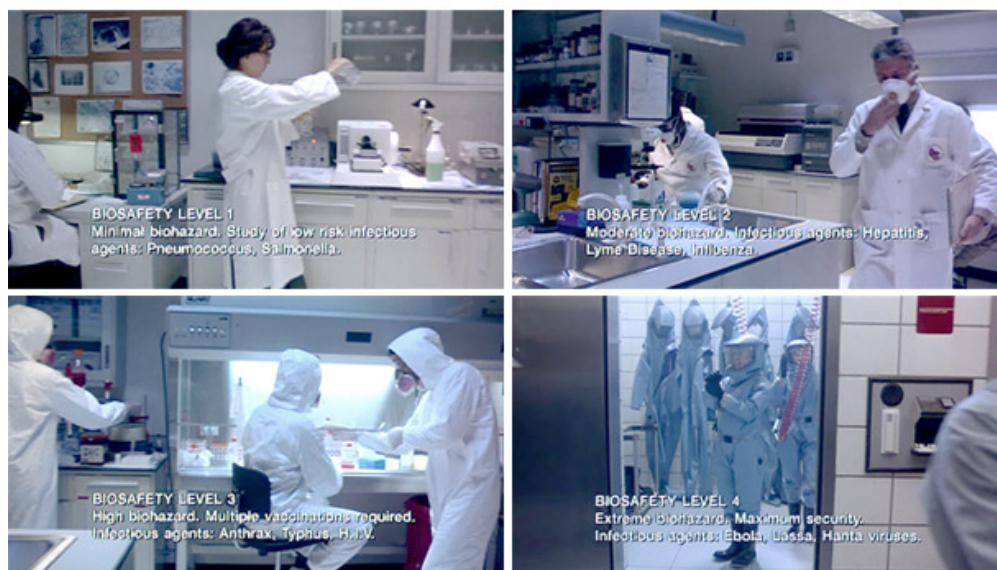 BIOSAFETY LEVEL 1
Minimal biohazard. Study of low risk infectious
agents: Pneumococcus, Salmonella.
BIOSAFETY LEVEL 2
Moderate biohazard. Infectious agents: Hepatitis,
Lyme Disease, Influenza.
BIOSAFETY LEVEL 3
High biohazard. Multiple vaccinations required.
Infectious agents: Anthrax, Typhus, H.I.V.
BIOSAFETY LEVEL 4
Extreme biohazard. Maximum security.
Infectious agents: Ebola, Lassa, Hanta viruses.